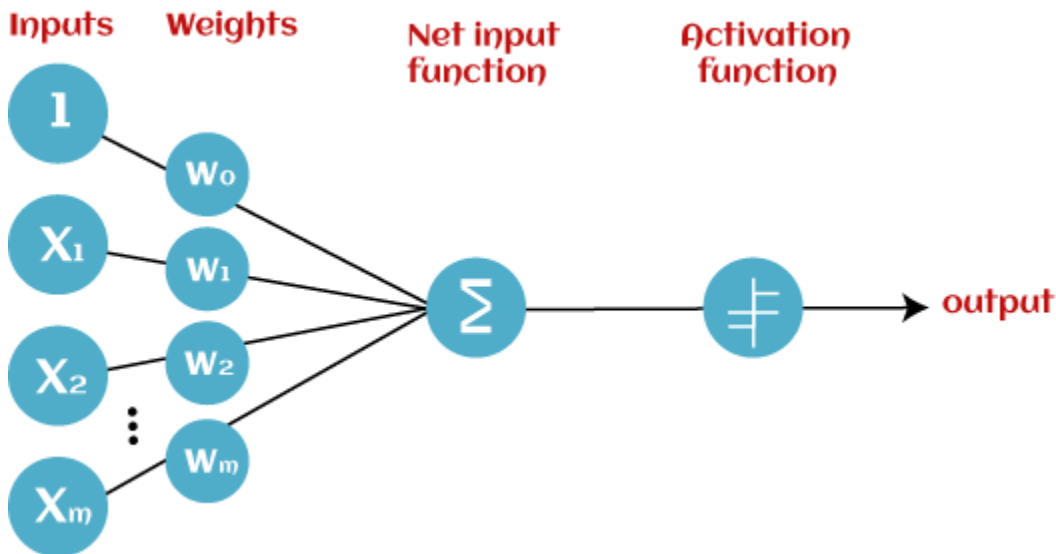 Inputs
Weights
Net input
function
Activation
function
1
w₀
x₁
w₁
Σ
output
x₂
w₂
xₘ
wₘ